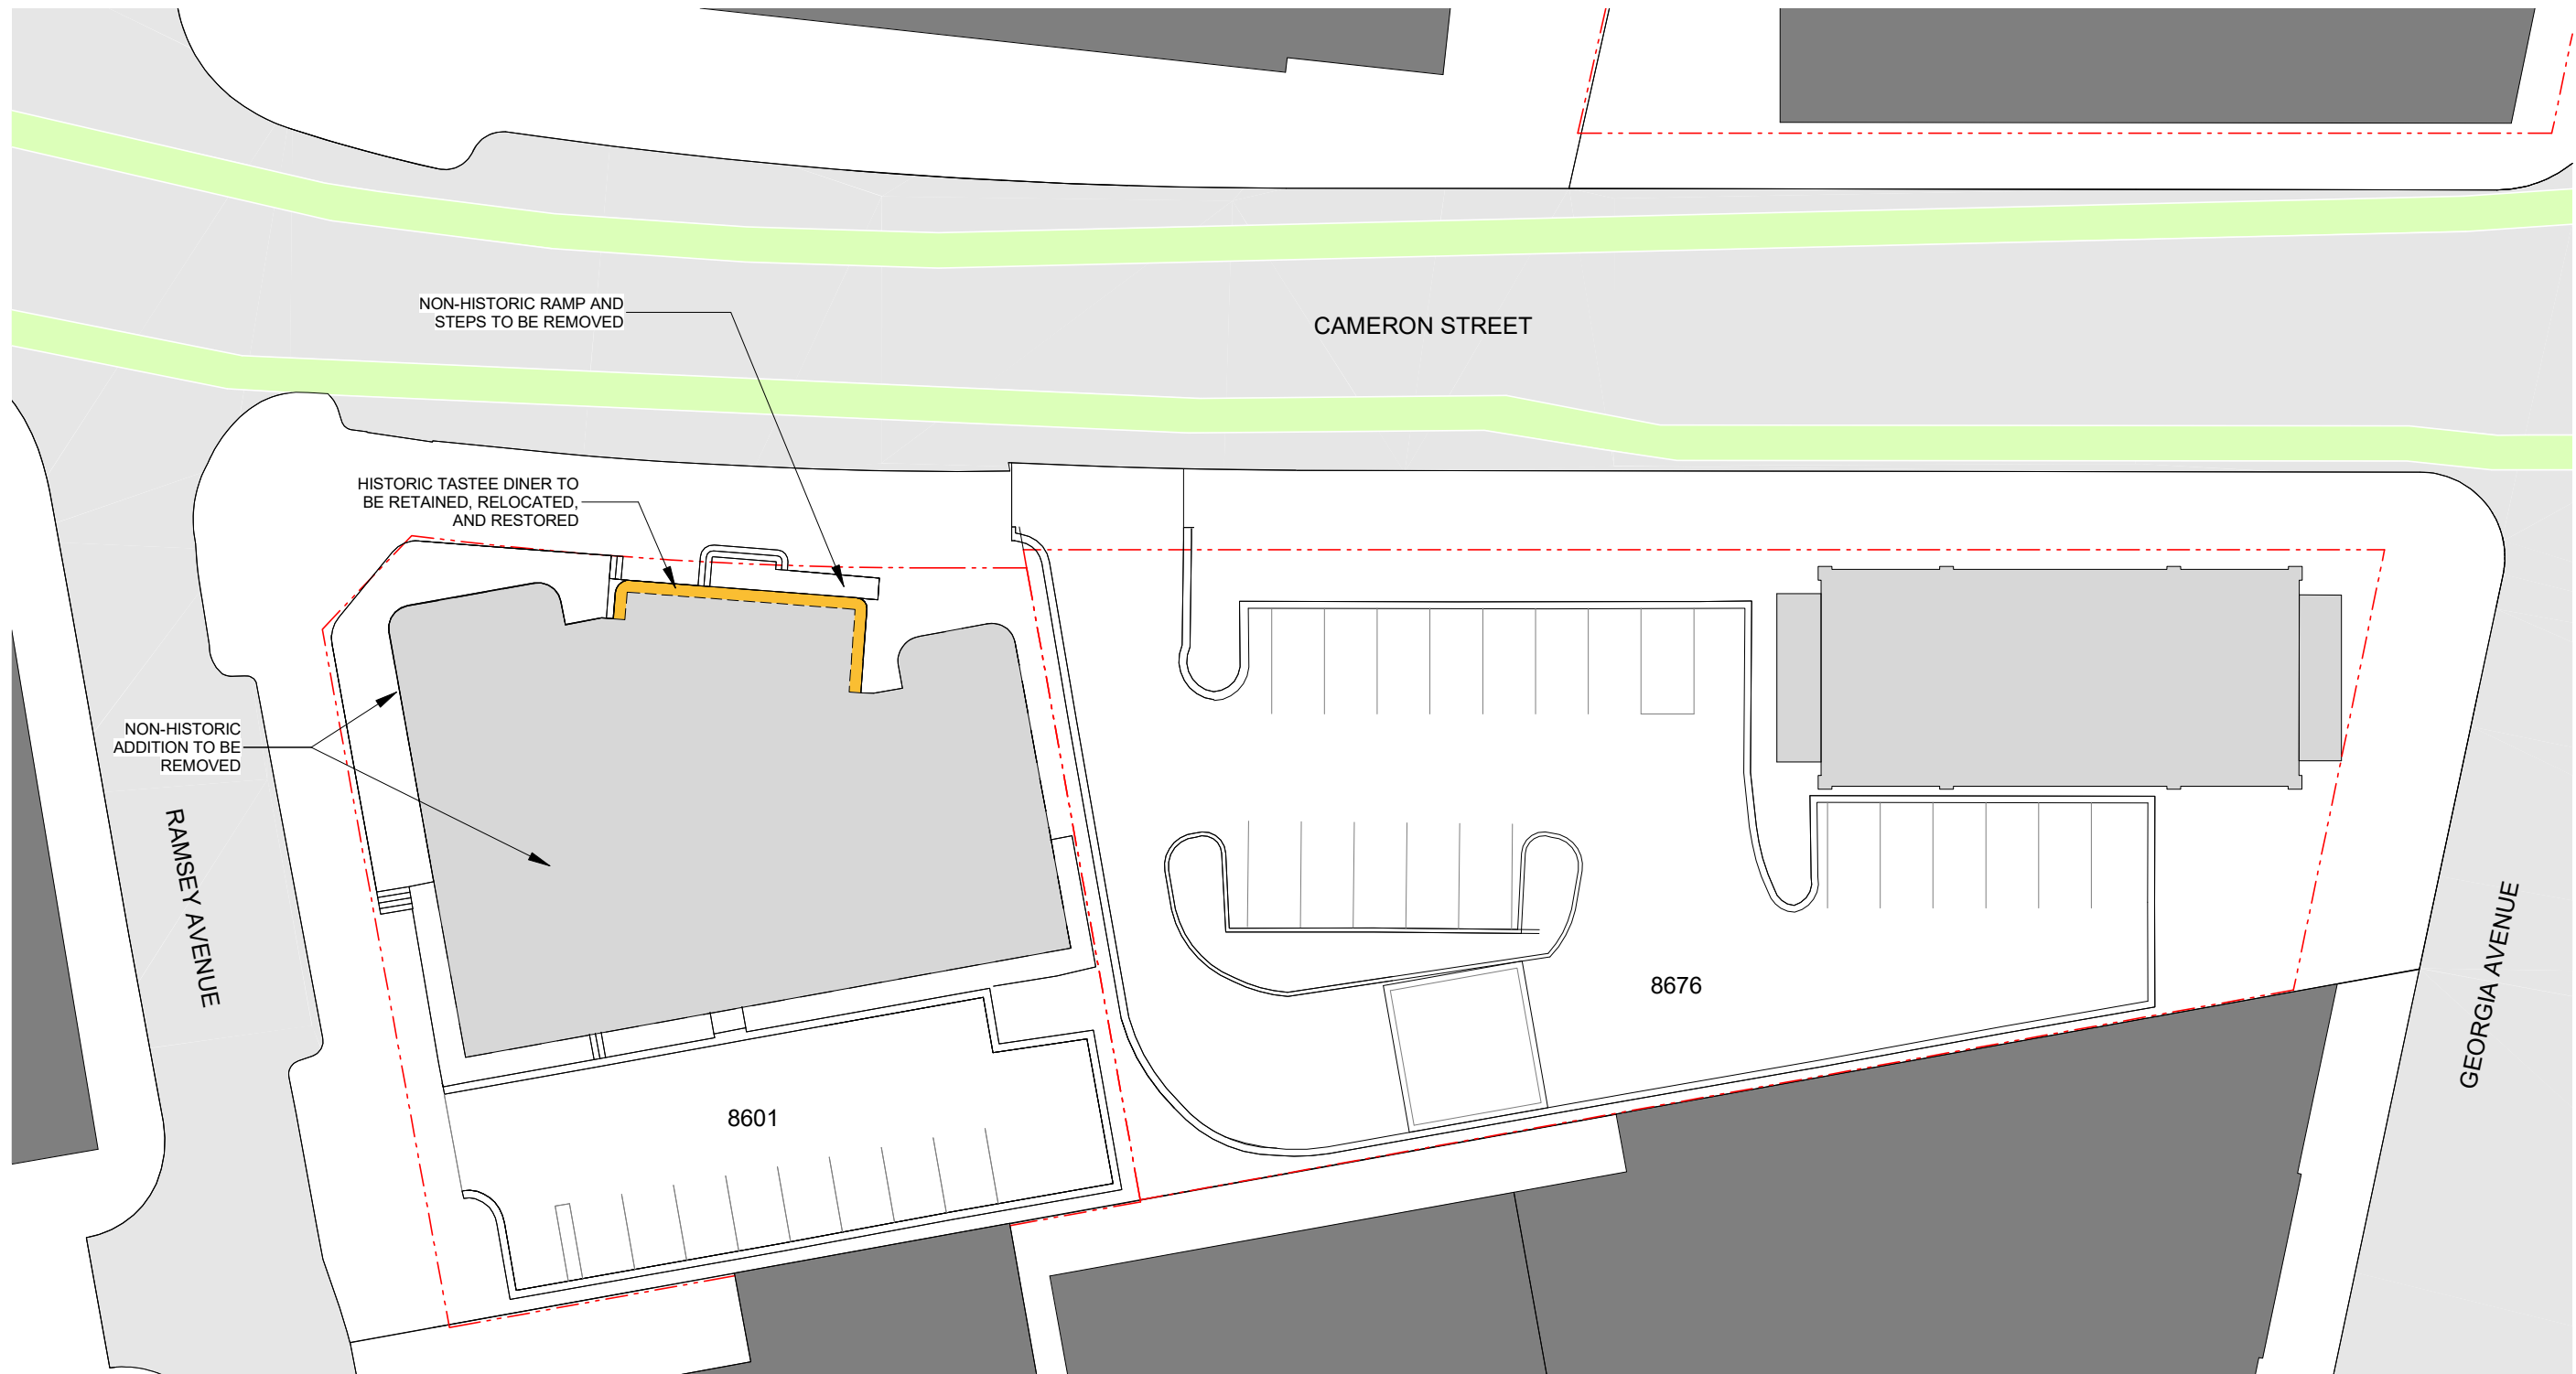 NON-HISTORIC RAMP AND
STEPS TO BE REMOVED
CAMERON STREET
HISTORIC TASTEE DINER TO
BE RETAINED, RELOCATED,
AND RESTORED
NON-HISTORIC
ADDITION TO BE
REMOVED
RAMSEY AVENUE
8676
GEORGIA AVENUE
8601